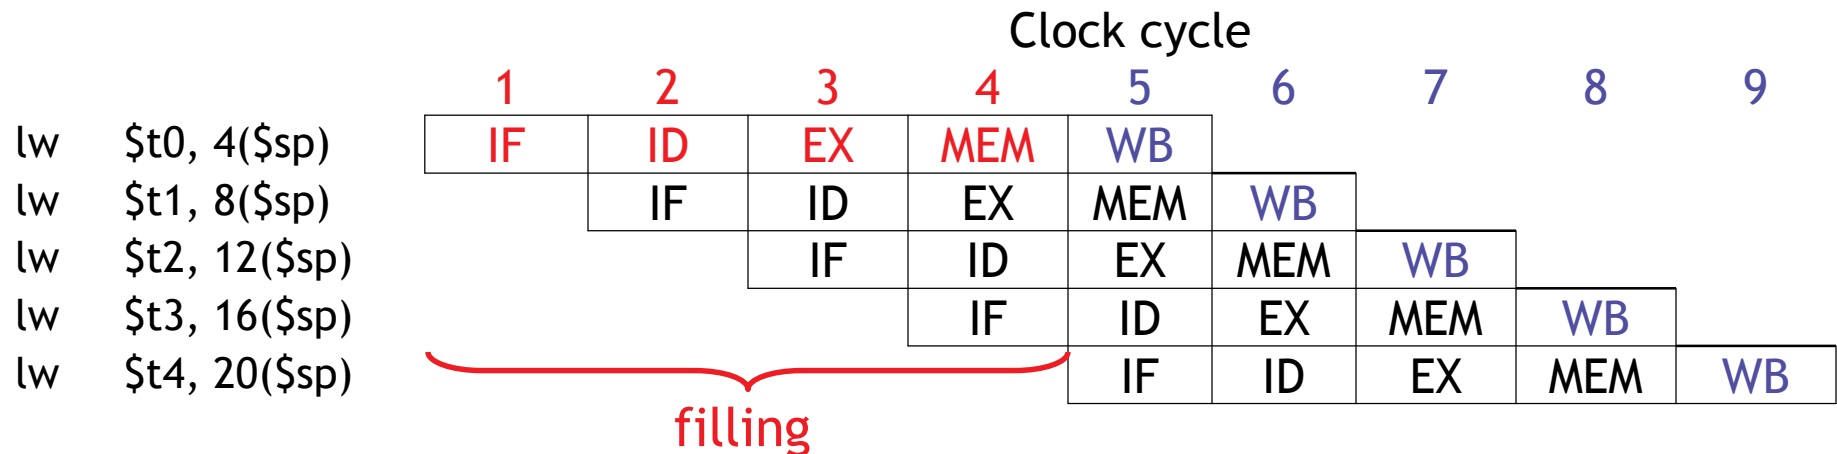 Clock cycle
1 2 3 4 5 6 7 8 9
lw $t0, 4($sp) IF ID EX MEM WB
lw $t1, 8($sp) IF ID EX MEM WB
lw $t2, 12($sp) IF ID EX MEM WB
lw $t3, 16($sp) IF ID EX MEM WB
lw $t4, 20($sp) IF ID EX MEM WB
filling